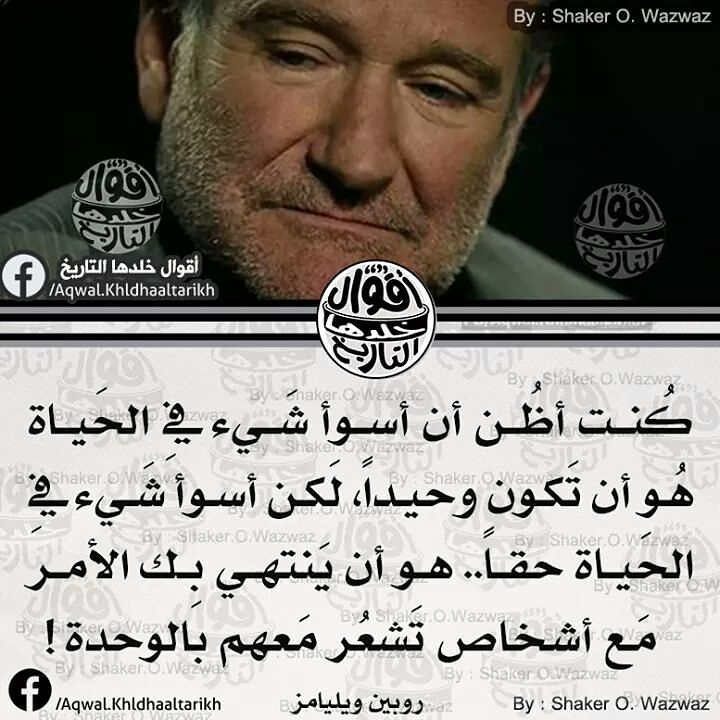 By : Shaker O. Wazwaz
أقوال
خلدها
التاريخ
أقوال خلدها التاريخ
/Aqwal.Khldhaaltarikh
كُنت أظُن أن أسوأ شَيء في الحَياة
هُو أن تَكون وحيداً، لَكن أسوأ شَيء في
الحَياة حقاً.. هو أن يَنتهي بِك الأمر
مَع أشخاص تَشعُر مَعهم بالوحدة !
/Aqwal.Khldhaaltarikh
روبين ويليامز
By : Shaker O. Wazwaz